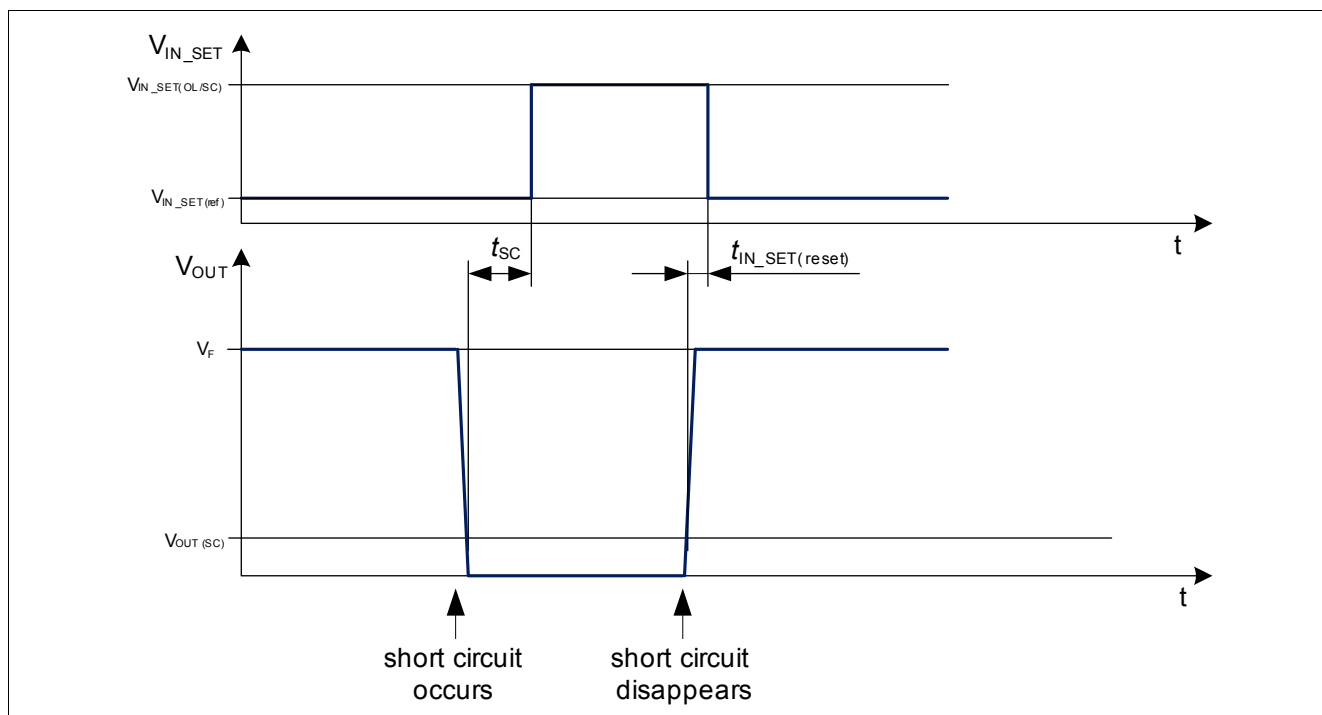 V_IN_SET
V_IN_SET(OL/SC)
V_IN_SET(ref)
t
t_SC
t_IN_SET(reset)
V_OUT
V_F
V_OUT(SC)
t
short circuit
occurs
short circuit
disappears